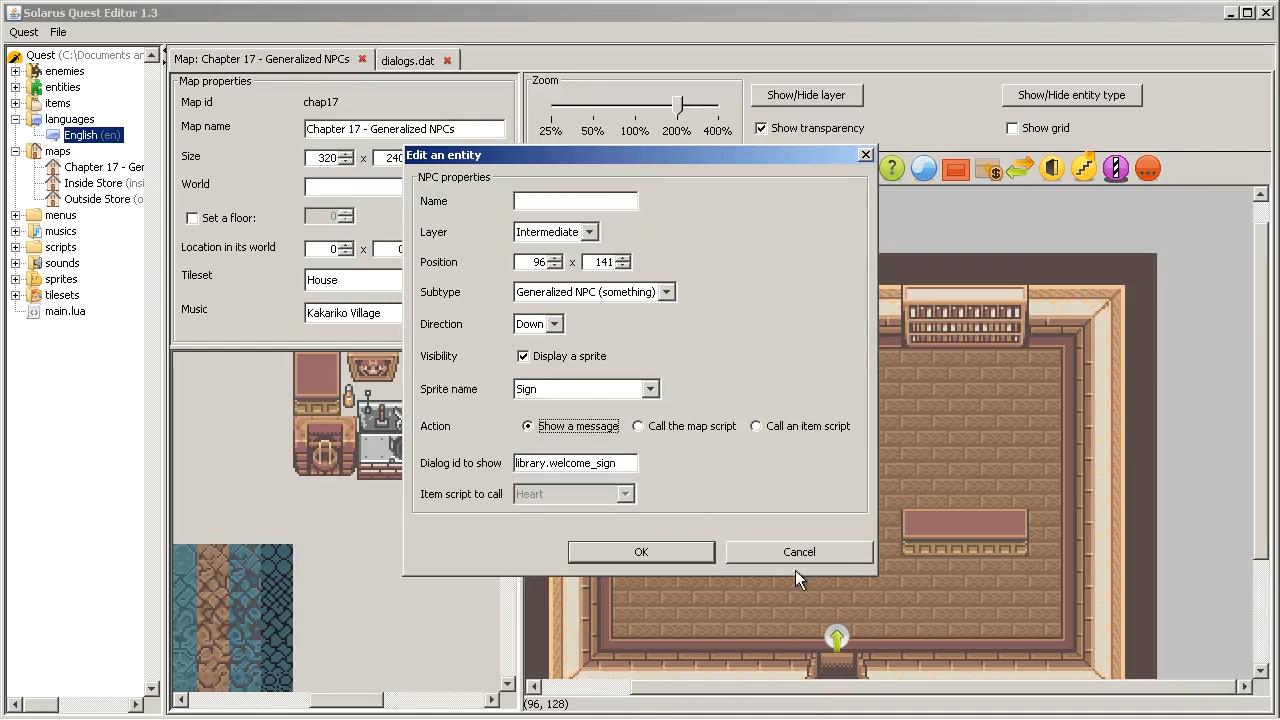 Solarus Quest Editor 1.3
Quest File
Quest (C:\Documents ar
enemies
entities
items
languages
English (en)
maps
Chapter 17 - Ger
Inside Store (insi
Outside Store (o
menus
musics
scripts
sounds
sprites
tilesets
main.lua
Map: Chapter 17 - Generalized NPCs
dialogs.dat
Map properties
Map id chap17
Map name Chapter 17 - Generalized NPCs
Size 320 x 240
World
Set a floor: 0
Location in its world 0 x 0
Tileset House
Music Kakariko Village
Zoom
25% 50% 100% 200% 400%
Show/Hide layer
Show transparency
Show/Hide entity type
Show grid
Edit an entity
NPC properties
Name
Layer Intermediate
Position 96 x 141
Subtype Generalized NPC (something)
Direction Down
Visibility Display a sprite
Sprite name Sign
Action Show a message Call the map script Call an item script
Dialog id to show library.welcome_sign
Item script to call Heart
OK Cancel
(96, 128)